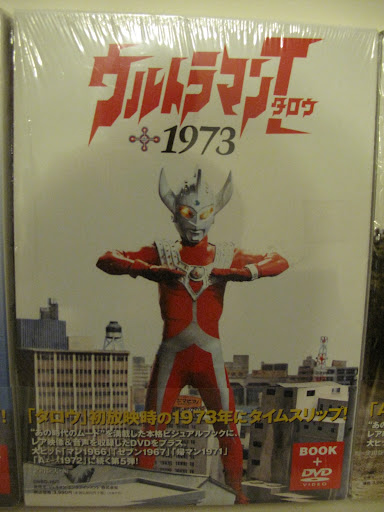 ウルトラマンT
タロウ
1973
「タロウ」初放映時の1973年にタイムスリップ!
"あの時代のムード"を満載した本格ビジュアルブックに、
レア映像&音声を収録したDVDをプラス
大ヒット「マン1966」「セブン1967」「帰マン1971」
に続く第5弾!
BOOK
+
DVD
VIDEO